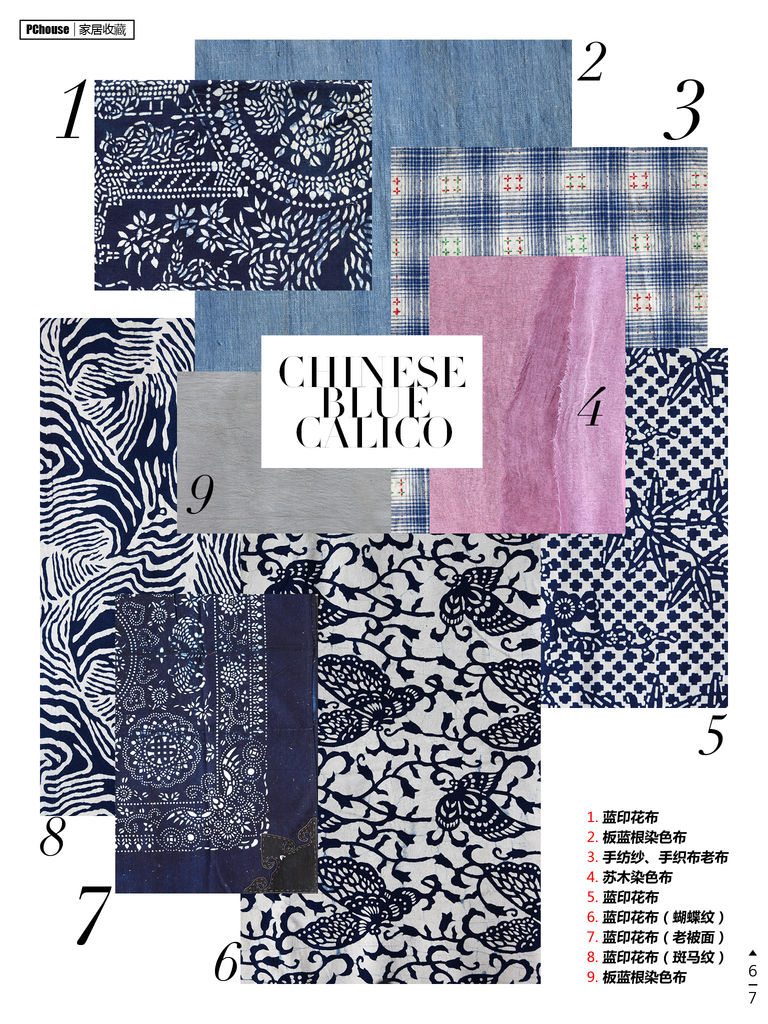 PChouse 家居收藏
1
2
3
CHINESE
BLUE
CALICO
4
9
5
8
7
6
1. 蓝印花布
2. 板蓝根染色布
3. 手纺纱、手织布老布
4. 苏木染色布
5. 蓝印花布
6. 蓝印花布（蝴蝶纹）
7. 蓝印花布（老被面）
8. 蓝印花布（斑马纹）
9. 板蓝根染色布
6
7